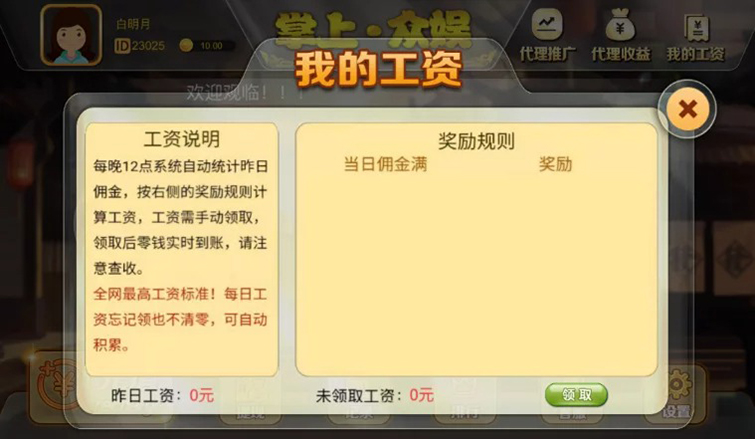 白明月
ID23025
10.00
掌上·众娱
代理推广
代理收益
我的工资
我的工资
欢迎观临！！！
工资说明
每晚12点系统自动统计昨日
佣金，按右侧的奖励规则计
算工资，工资需手动领取，
领取后零钱实时到账，请注
意查收。
全网最高工资标准！每日工
资忘记领也不清零，可自动
积累。
奖励规则
当日佣金满 奖励
昨日工资：0元
未领取工资：0元
领取
设置